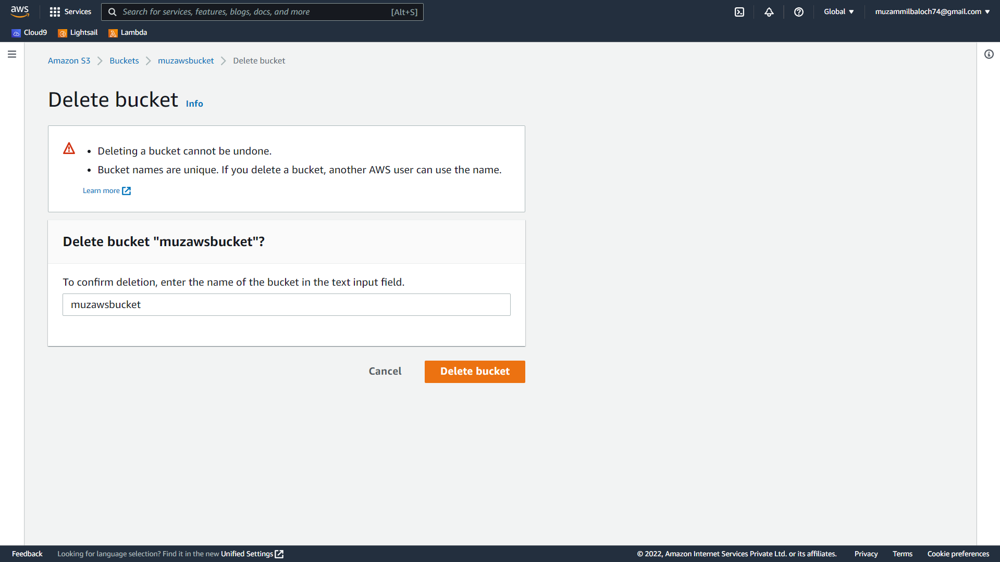 aws
Services
Search for services, features, blogs, docs, and more
[Alt+S]
Global
muzammilbaloch74@gmail.com
Cloud9
Lightsail
Lambda
Amazon S3
Buckets
muzawsbucket
Delete bucket
Delete bucket Info
Deleting a bucket cannot be undone.
Bucket names are unique. If you delete a bucket, another AWS user can use the name.
Learn more
Delete bucket "muzawsbucket"?
To confirm deletion, enter the name of the bucket in the text input field.
muzawsbucket
Cancel
Delete bucket
Feedback
Looking for language selection? Find it in the new Unified Settings
© 2022, Amazon Internet Services Private Ltd. or its affiliates.
Privacy
Terms
Cookie preferences